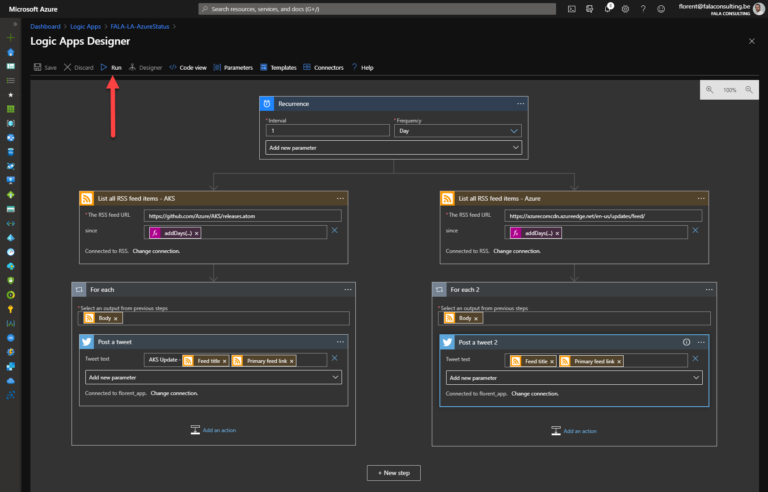 Microsoft Azure
Search resources, services, and docs (G+/)
florent@falaconsulting.be
FALA CONSULTING
Dashboard > Logic Apps > FALA-LA-AzureStatus >
Logic Apps Designer
Save Discard Run Designer Code view Parameters Templates Connectors Help
100%
Recurrence
* Interval * Frequency
1 Day
Add new parameter
List all RSS feed items - AKS
* The RSS feed URL https://github.com/Azure/AKS/releases.atom
since addDays(...) ×
Connected to RSS. Change connection.
List all RSS feed items - Azure
* The RSS feed URL https://azurecomcdn.azureedge.net/en-us/updates/feed/
since addDays(...) ×
Connected to RSS. Change connection.
For each
* Select an output from previous steps
Body ×
Post a tweet
Tweet text AKS Update - Feed title × Primary feed link ×
Add new parameter
Connected to florent_app. Change connection.
Add an action
For each 2
* Select an output from previous steps
Body ×
Post a tweet 2
Tweet text Feed title × Primary feed link ×
Add new parameter
Connected to florent_app. Change connection.
Add an action
+ New step